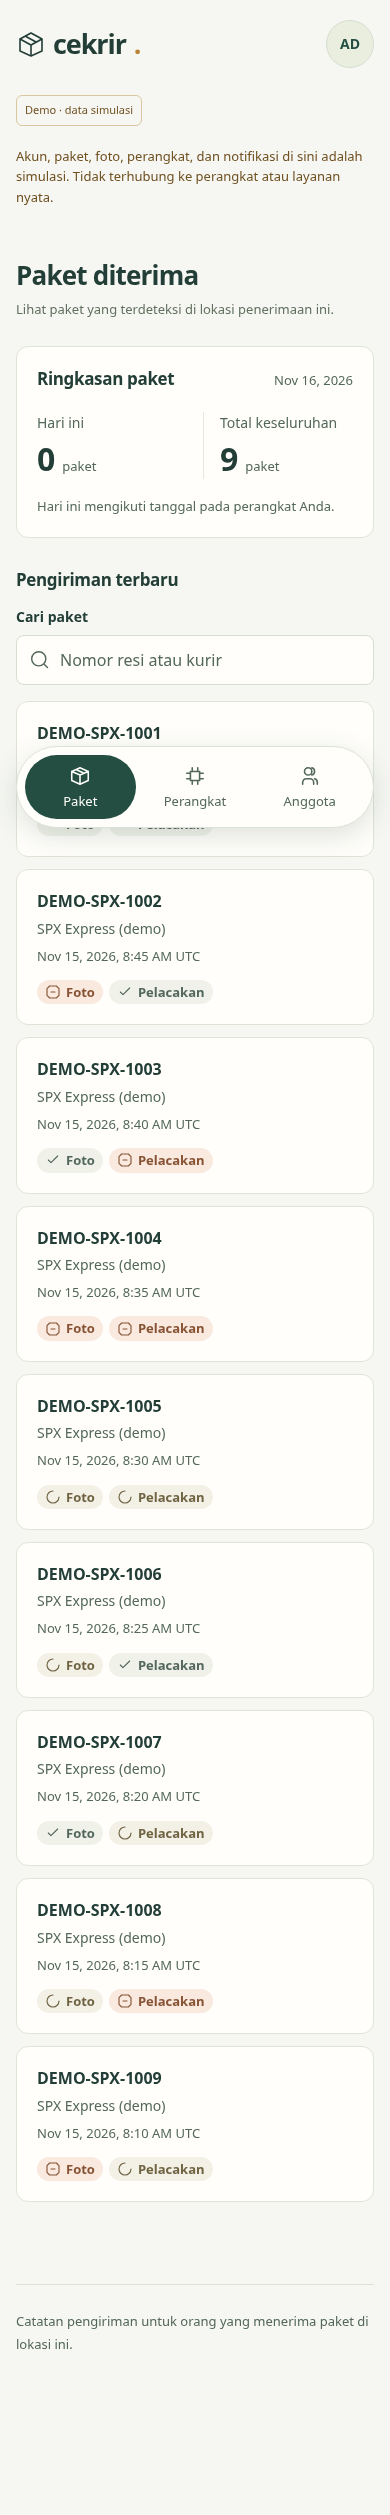 cekrir.
AD
Demo · data simulasi
Akun, paket, foto, perangkat, dan notifikasi di sini adalah
simulasi. Tidak terhubung ke perangkat atau layanan
nyata.
Paket diterima
Lihat paket yang terdeteksi di lokasi penerimaan ini.
Ringkasan paket
Nov 16, 2026
Hari ini
0 paket
Total keseluruhan
9 paket
Hari ini mengikuti tanggal pada perangkat Anda.
Pengiriman terbaru
Cari paket
Nomor resi atau kurir
DEMO-SPX-1001
Paket
Perangkat
Anggota
DEMO-SPX-1002
SPX Express (demo)
Nov 15, 2026, 8:45 AM UTC
Foto Pelacakan
DEMO-SPX-1003
SPX Express (demo)
Nov 15, 2026, 8:40 AM UTC
Foto Pelacakan
DEMO-SPX-1004
SPX Express (demo)
Nov 15, 2026, 8:35 AM UTC
Foto Pelacakan
DEMO-SPX-1005
SPX Express (demo)
Nov 15, 2026, 8:30 AM UTC
Foto Pelacakan
DEMO-SPX-1006
SPX Express (demo)
Nov 15, 2026, 8:25 AM UTC
Foto Pelacakan
DEMO-SPX-1007
SPX Express (demo)
Nov 15, 2026, 8:20 AM UTC
Foto Pelacakan
DEMO-SPX-1008
SPX Express (demo)
Nov 15, 2026, 8:15 AM UTC
Foto Pelacakan
DEMO-SPX-1009
SPX Express (demo)
Nov 15, 2026, 8:10 AM UTC
Foto Pelacakan
Catatan pengiriman untuk orang yang menerima paket di
lokasi ini.